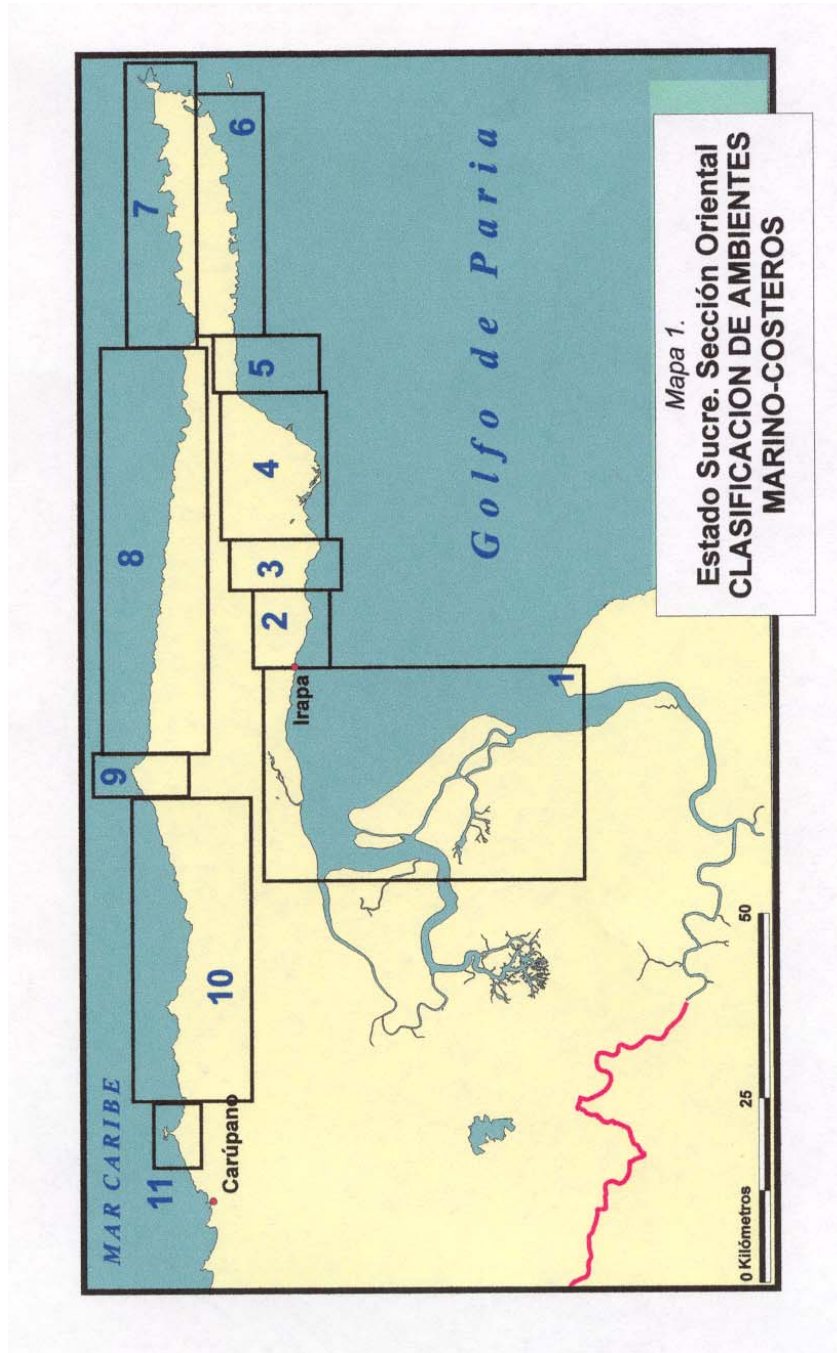 MAR CARIBE
11
10
9
8
7
6
5
4
3
2
1
Carúpano
Irapa
Golfo de Paria
0 Kilómetros 25 50
Mapa 1.
Estado Sucre. Sección Oriental
CLASIFICACION DE AMBIENTES
MARINO-COSTEROS